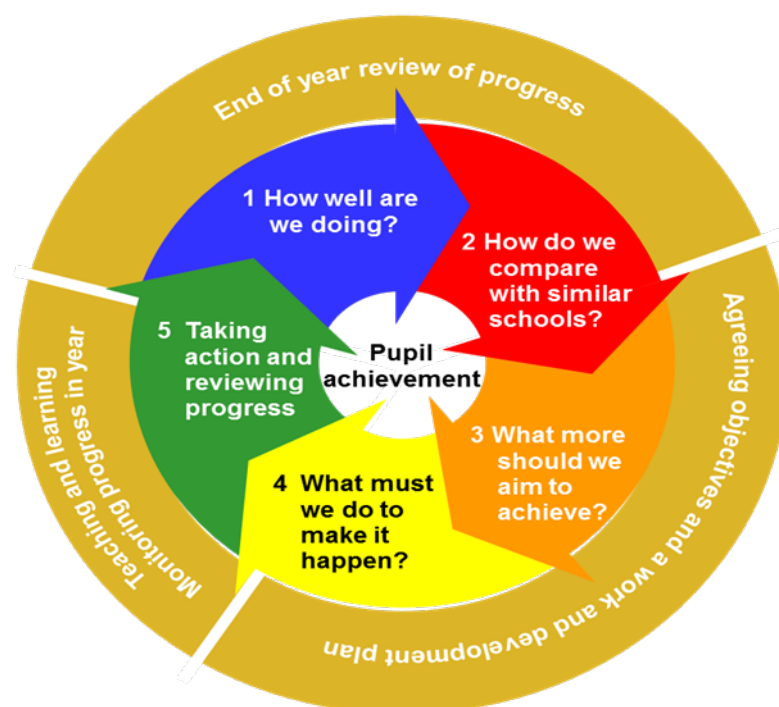 End of year review of progress
1 How well are
we doing?
2 How do we
compare
with similar
schools?
3 What more
should we
aim to
achieve?
4 What must
we do to
make it
happen?
5 Taking
action and
reviewing
progress
Pupil
achievement
Agreeing objectives and a work and development plan
Teaching and learning
Monitoring progress in year